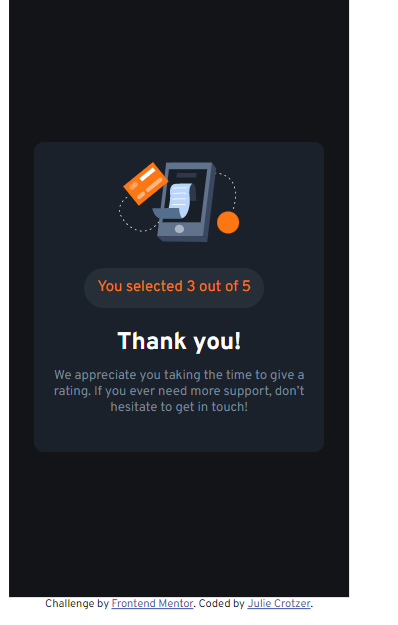 You selected 3 out of 5
Thank you!
We appreciate you taking the time to give a
rating. If you ever need more support, don't
hesitate to get in touch!
Challenge by Frontend Mentor. Coded by Julie Crotzer.